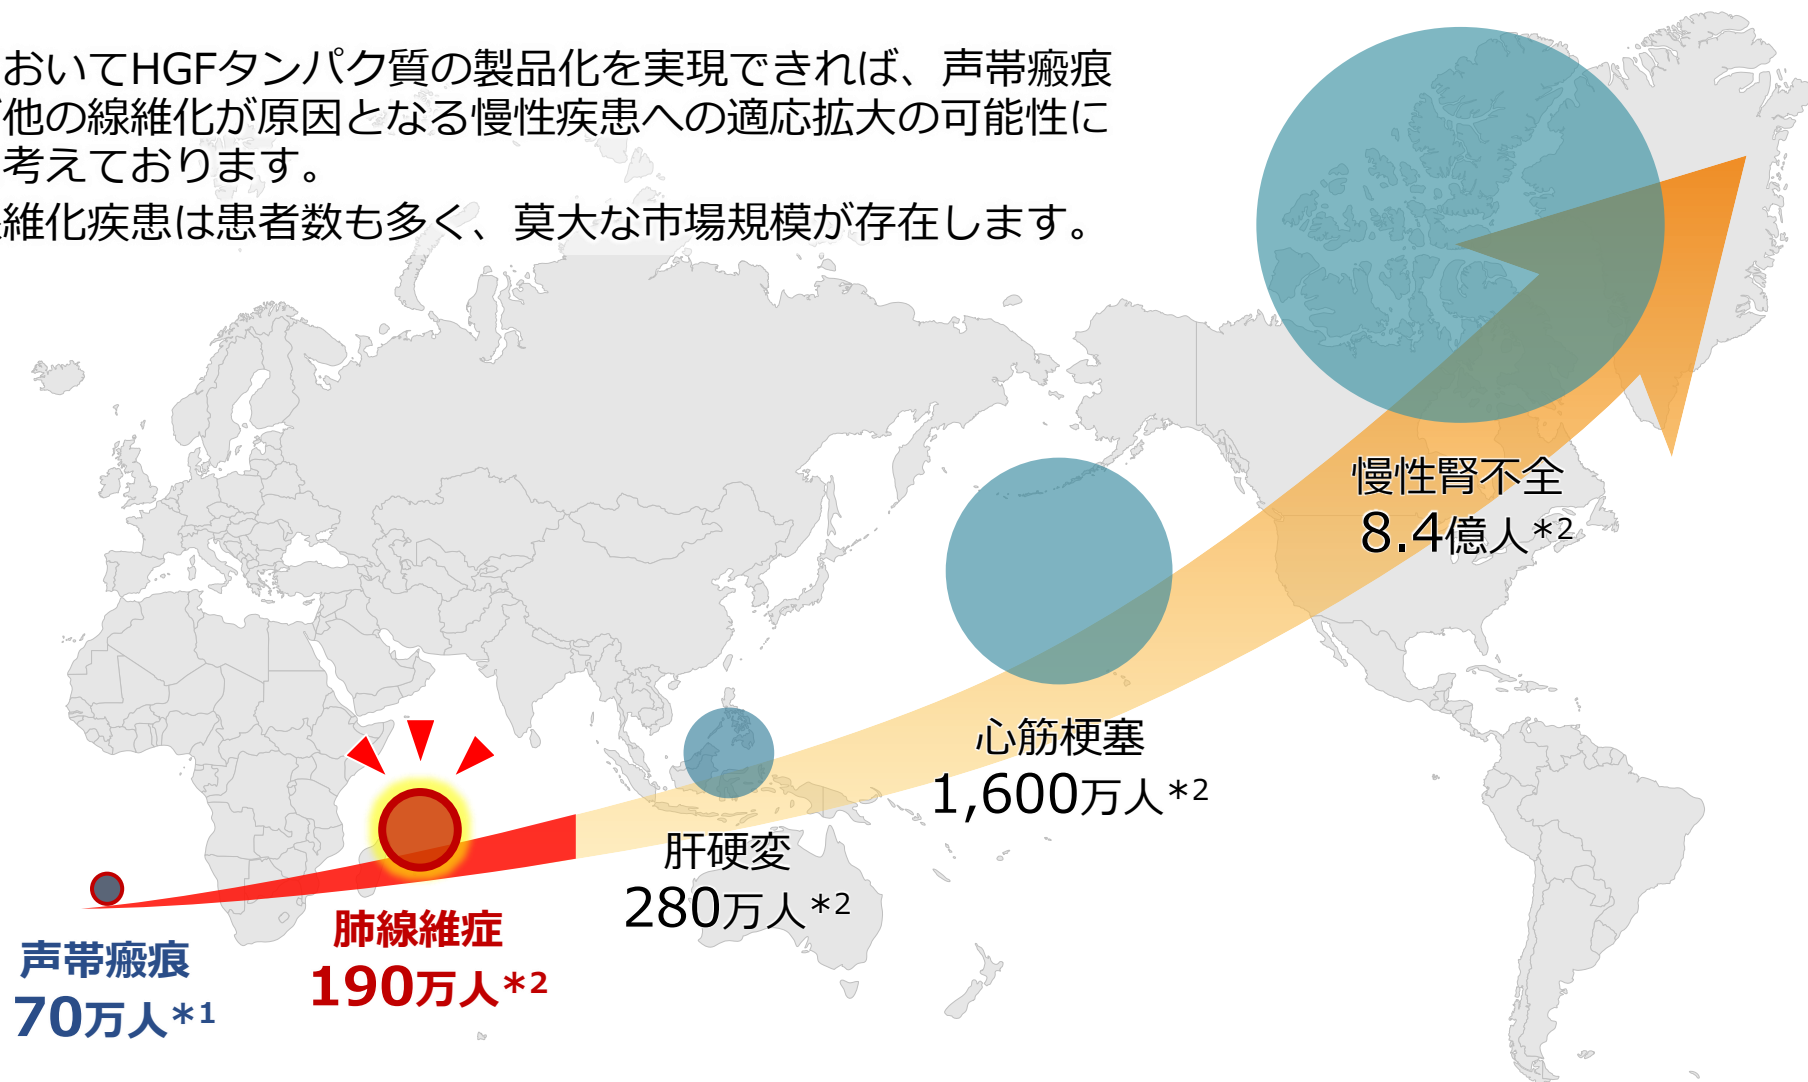 おいてHGFタンパク質の製品化を実現できれば、声帯瘢痕
他の線維化が原因となる慢性疾患への適応拡大の可能性に
考えております。
維化疾患は患者数も多く、莫大な市場規模が存在します。
慢性腎不全
8.4億人*2
心筋梗塞
1,600万人*2
肝硬変
280万人*2
肺線維症
190万人*2
声帯瘢痕
70万人*1